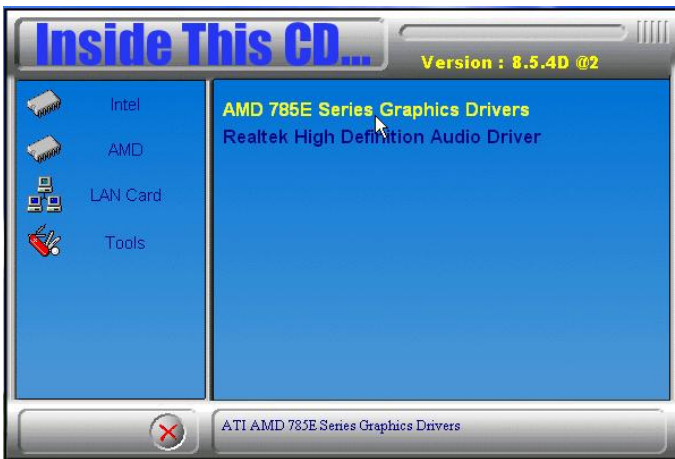 Inside This CD...
Version : 8.5.4D @2
Intel
AMD
LAN Card
Tools
AMD 785E Series Graphics Drivers
Realtek High Definition Audio Driver
ATI AMD 785E Series Graphics Drivers